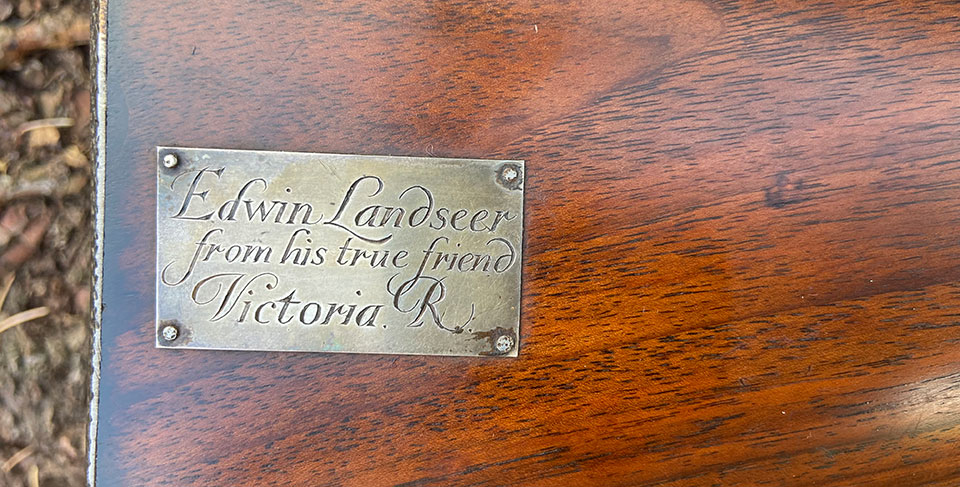 Edwin Landseer
from his true friend
Victoria. R.